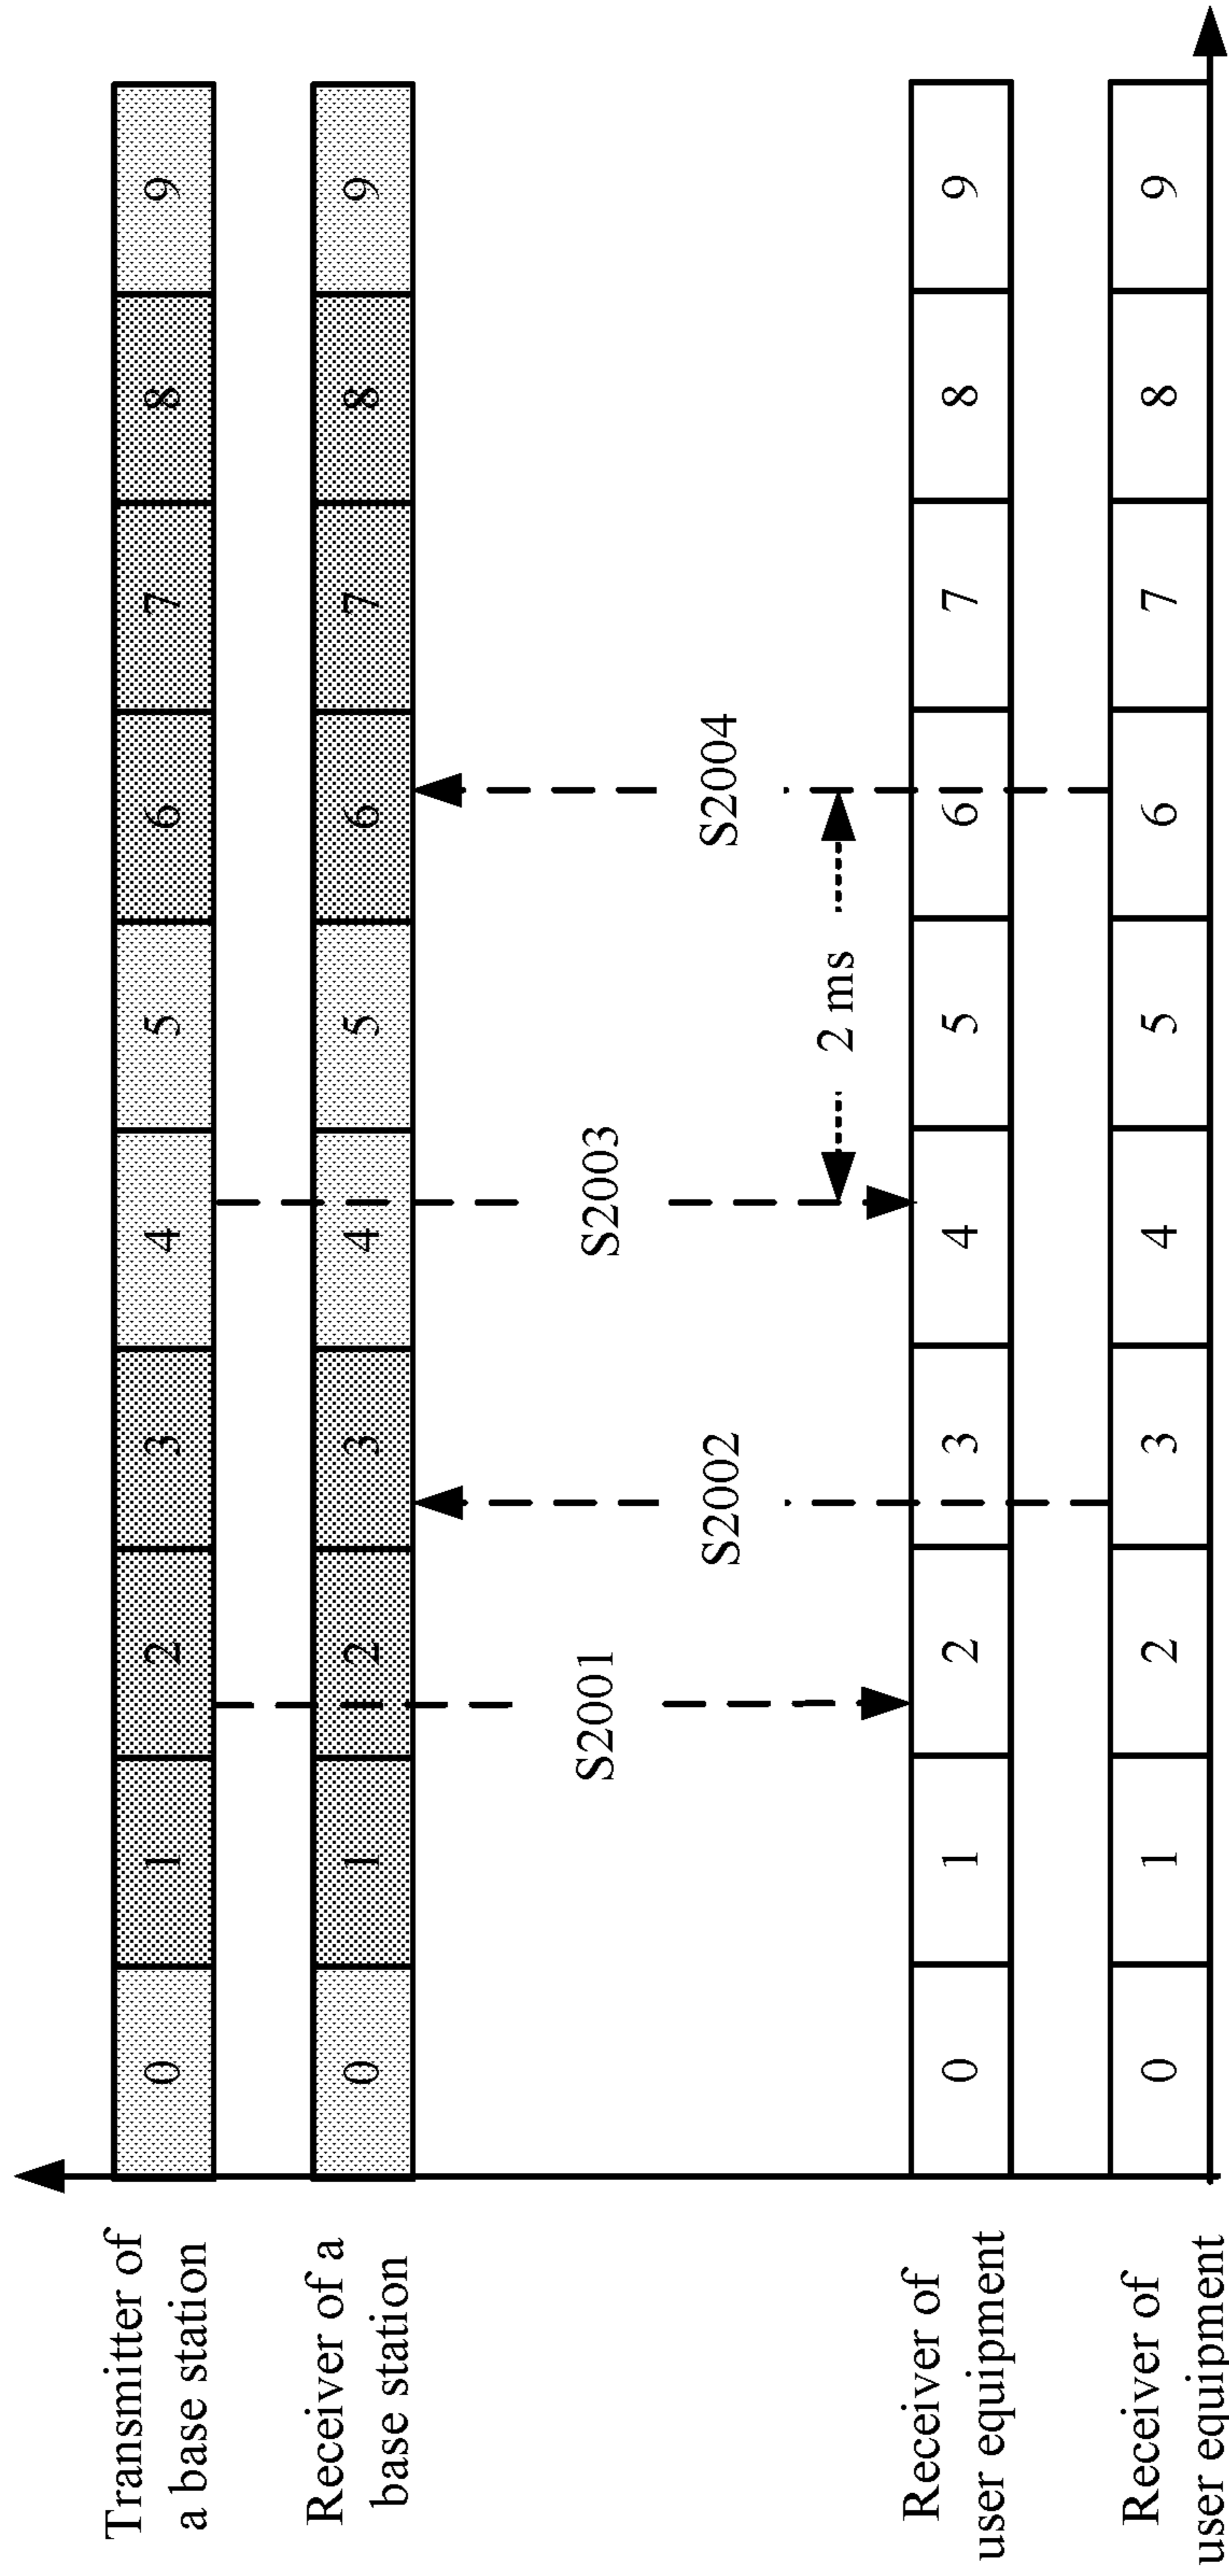 Transmitter of
a base station
0 1 2 3 4 5 6 7 8 9
Receiver of a
base station
0 1 2 3 4 5 6 7 8 9
S2001
S2002
S2003
S2004
2 ms
Receiver of
user equipment
0 1 2 3 4 5 6 7 8 9
Receiver of
user equipment
0 1 2 3 4 5 6 7 8 9